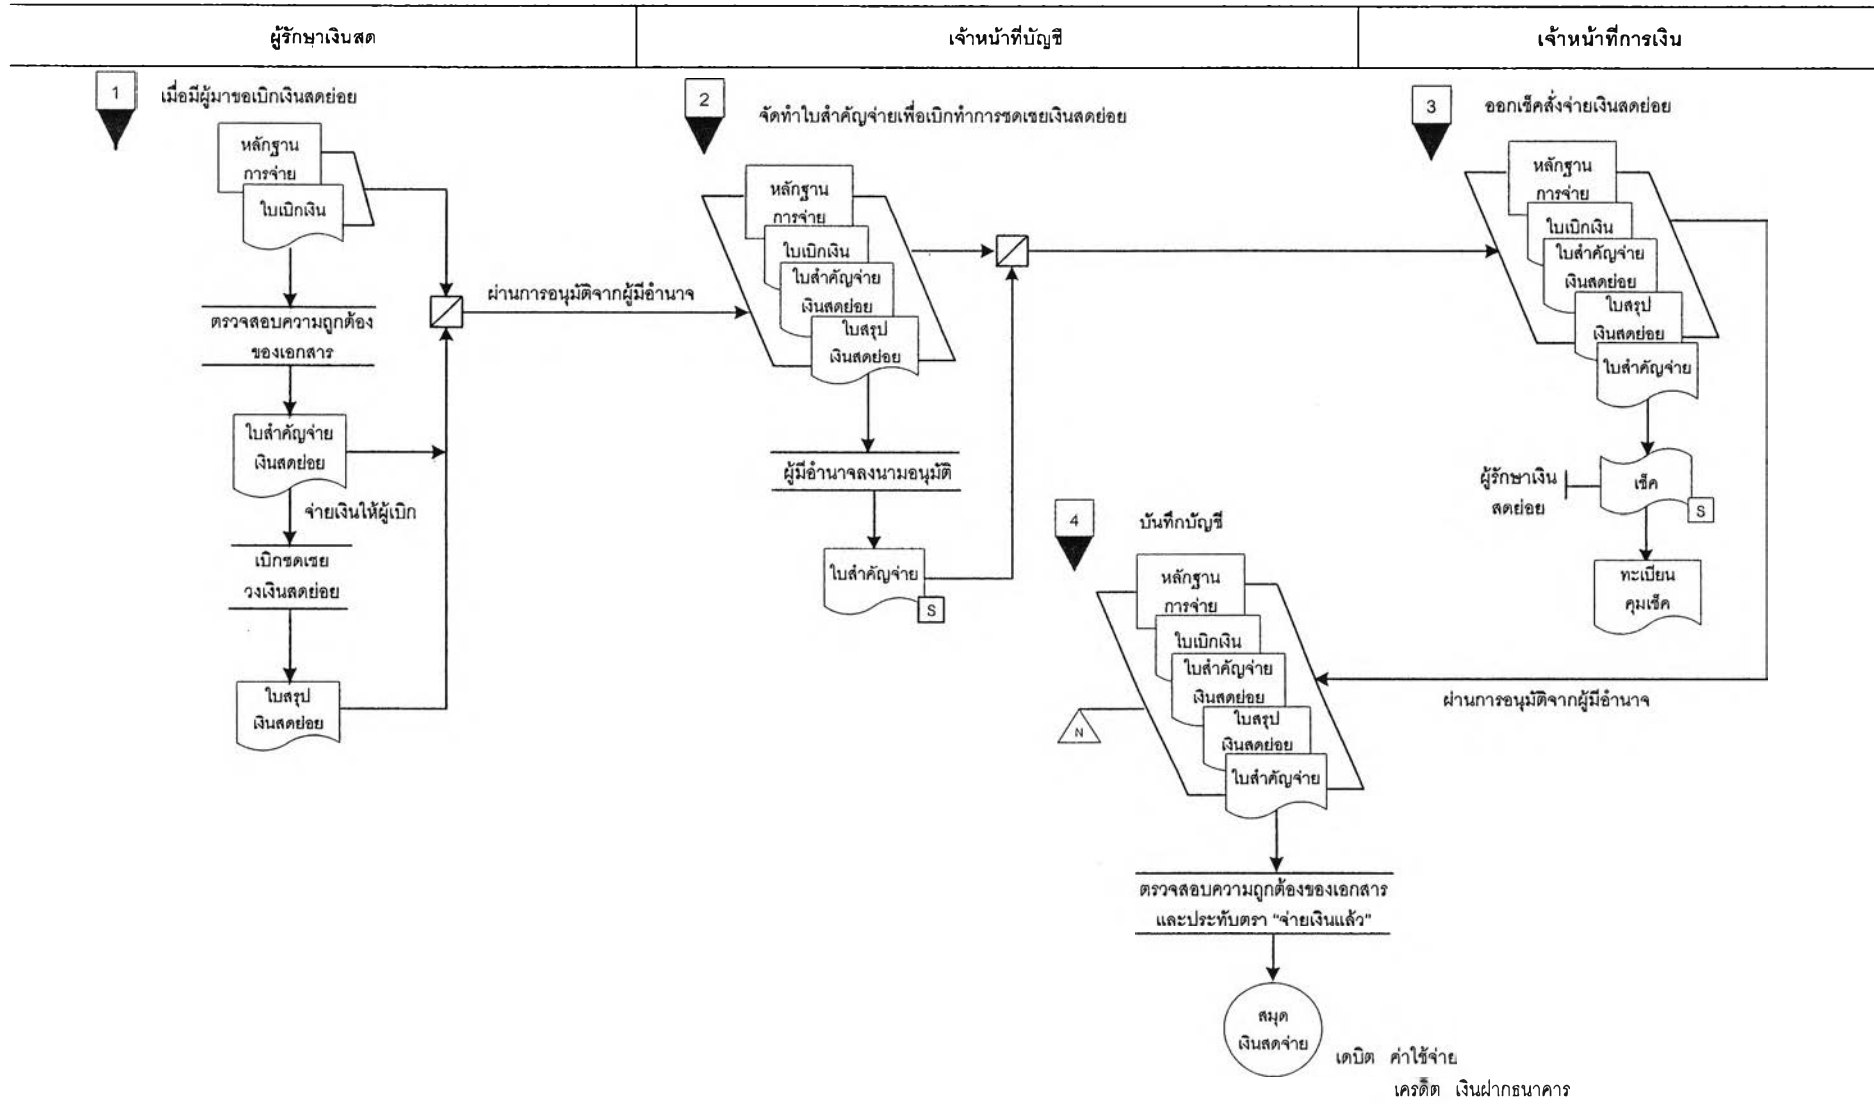 ผู้รักษาเงินสด
เจ้าหน้าที่บัญชี
เจ้าหน้าที่การเงิน
1
เมื่อมีผู้มาขอเบิกเงินสดย่อย
หลักฐาน
การจ่าย
ใบเบิกเงิน
ตรวจสอบความถูกต้อง
ของเอกสาร
ใบสำคัญจ่าย
เงินสดย่อย
จ่ายเงินให้ผู้เบิก
เบิกชดเชย
วงเงินสดย่อย
ใบสรุป
เงินสดย่อย
ผ่านการอนุมัติจากผู้มีอำนาจ
2
จัดทำใบสำคัญจ่ายเพื่อเบิกทำการชดเชยเงินสดย่อย
หลักฐาน
การจ่าย
ใบเบิกเงิน
ใบสำคัญจ่าย
เงินสดย่อย
ใบสรุป
เงินสดย่อย
ผู้มีอำนาจลงนามอนุมัติ
ใบสำคัญจ่าย
S
3
ออกเช็คสั่งจ่ายเงินสดย่อย
หลักฐาน
การจ่าย
ใบเบิกเงิน
ใบสำคัญจ่าย
เงินสดย่อย
ใบสรุป
เงินสดย่อย
ใบสำคัญจ่าย
เช็ค
S
ผู้รักษาเงิน
สดย่อย
ทะเบียน
คุมเช็ค
ผ่านการอนุมัติจากผู้มีอำนาจ
4
บันทึกบัญชี
หลักฐาน
การจ่าย
ใบเบิกเงิน
ใบสำคัญจ่าย
เงินสดย่อย
ใบสรุป
เงินสดย่อย
ใบสำคัญจ่าย
N
ตรวจสอบความถูกต้องของเอกสาร
และประทับตรา "จ่ายเงินแล้ว"
สมุด
เงินสดจ่าย
เดบิต ค่าใช้จ่าย
เครดิต เงินฝากธนาคาร